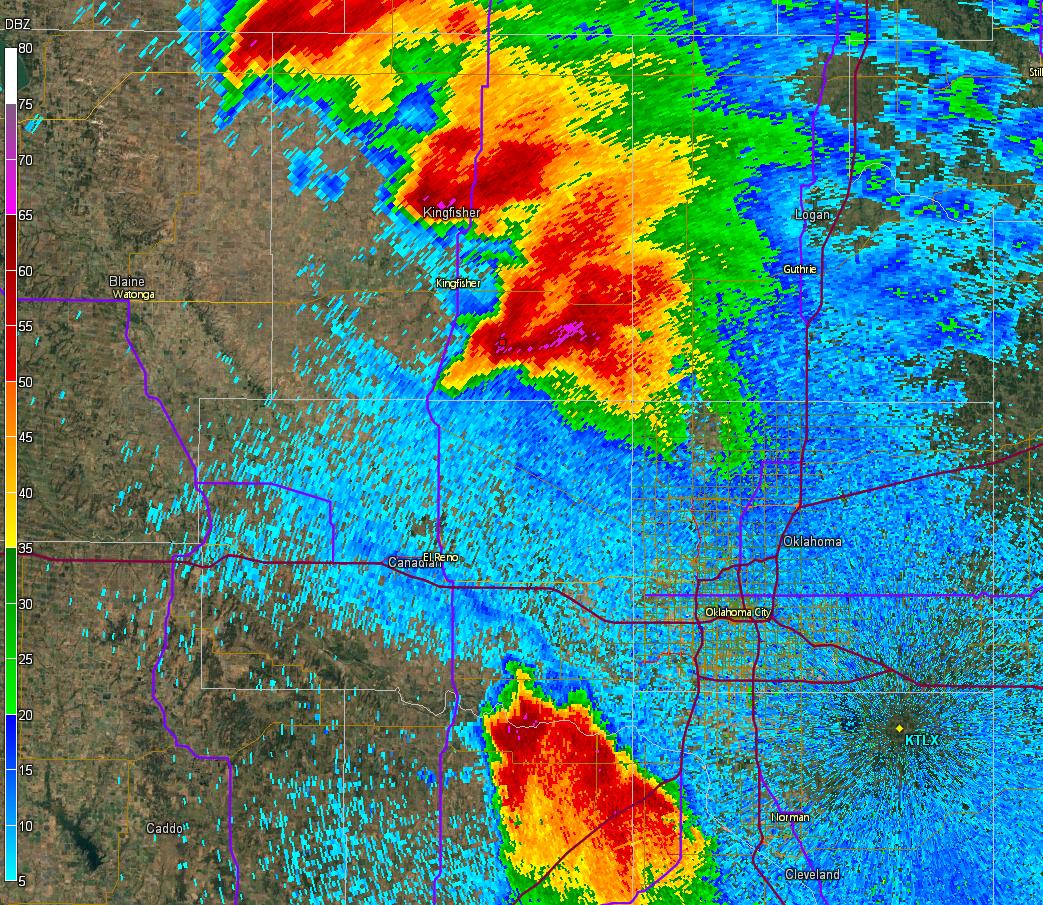 DBZ
80
75
Still
70
65
Kingfisher
Logan
60
Guthrie
Blaine
Kingfisher
Watonga
55
50
45
40
35
Oklahoma
El Reno
Canadian
30
Oklahoma City
25
20
KTLX
15
Norman
10
Caddo
Cleveland
5